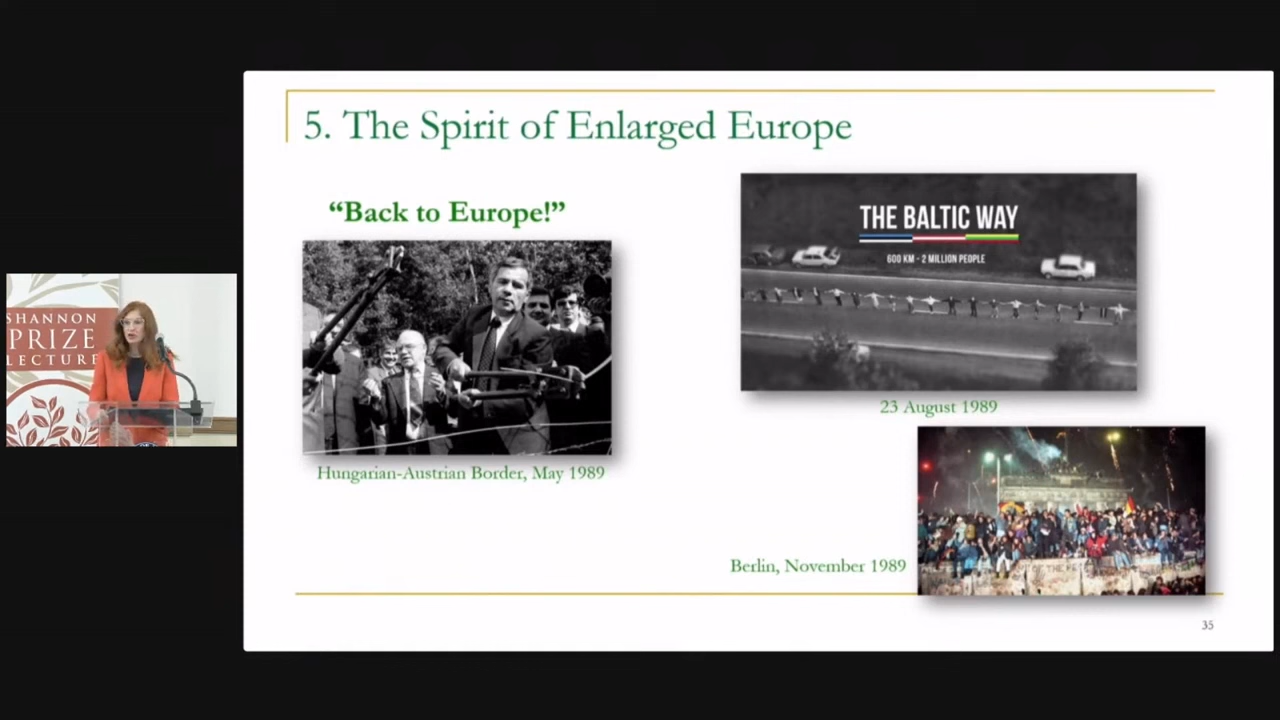 5. The Spirit of Enlarged Europe
“Back to Europe!”
THE BALTIC WAY
600 KM - 2 MILLION PEOPLE
23 August 1989
Hungarian-Austrian Border, May 1989
Berlin, November 1989
35
SHANNON
PRIZE
LECTURE